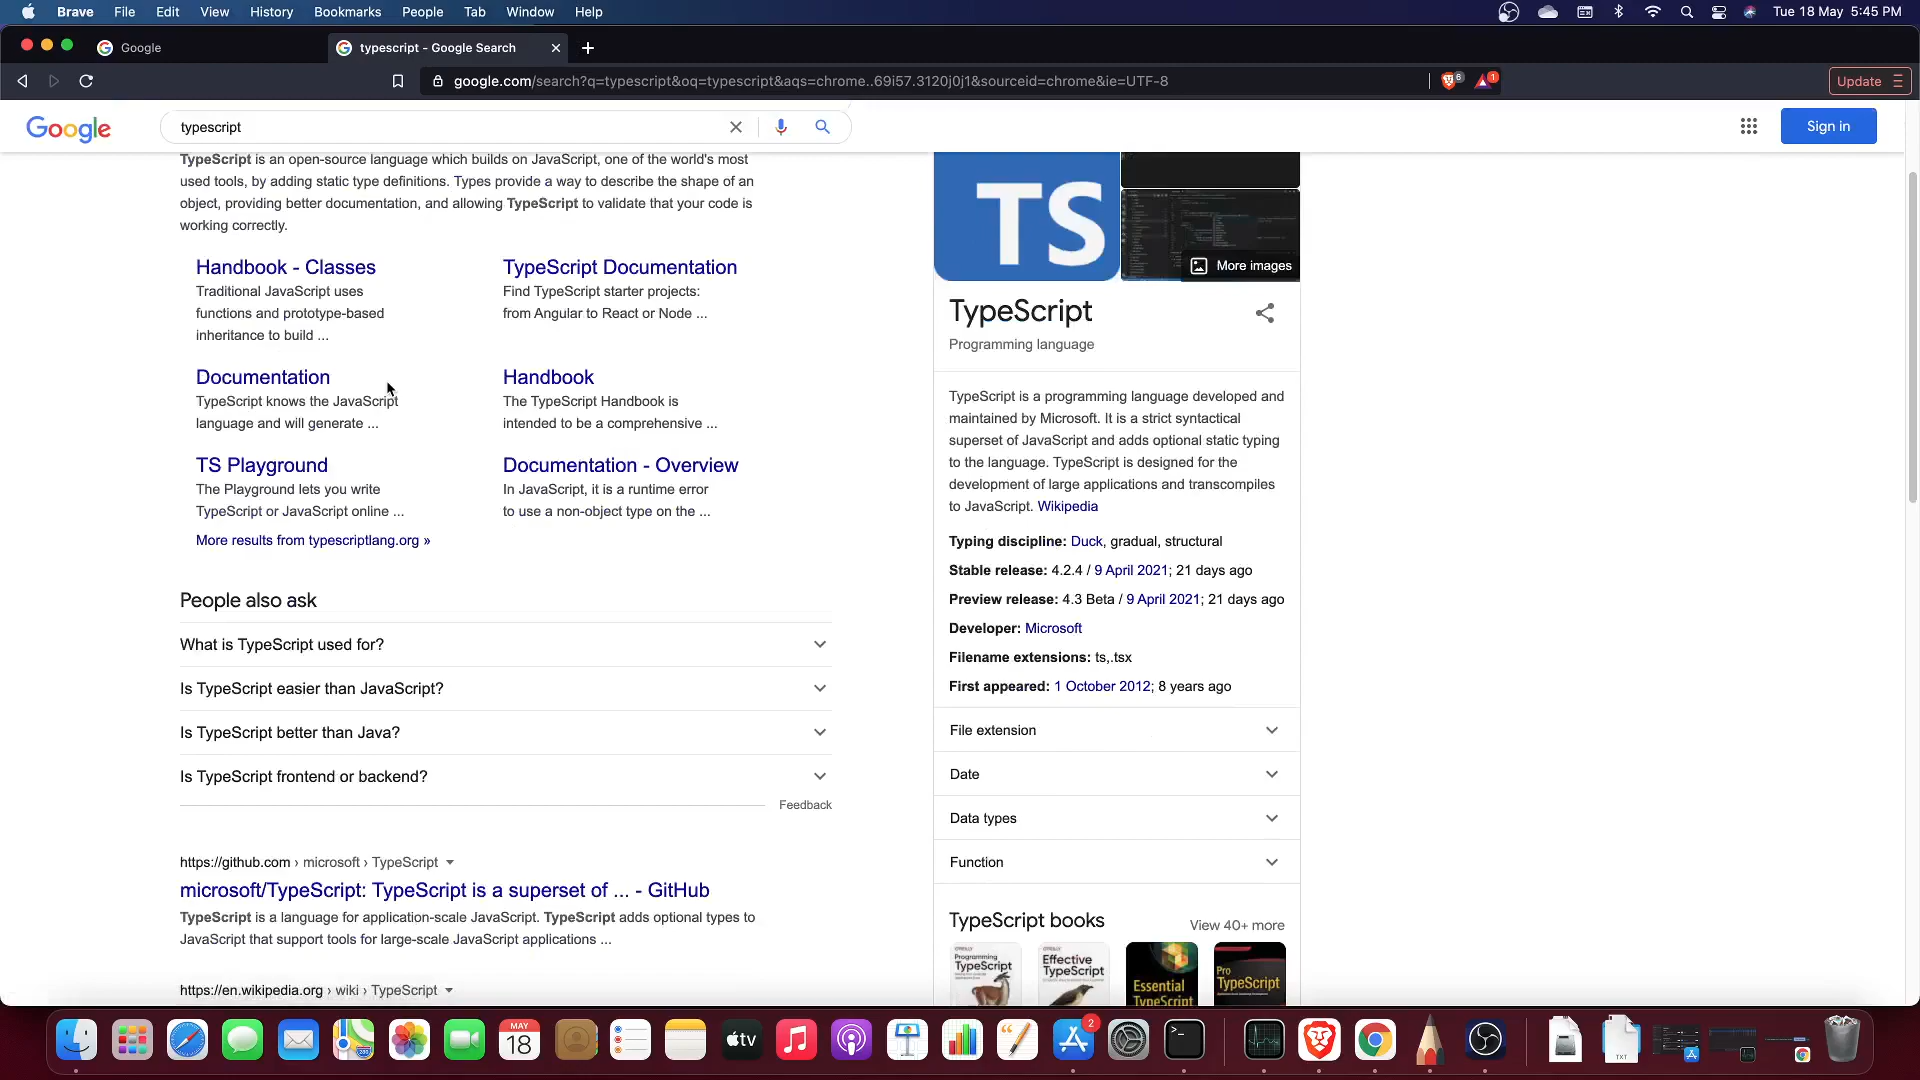 Brave File Edit View History Bookmarks People Tab Window Help
Tue 18 May 5:45 PM
Google
typescript - Google Search
google.com/search?q=typescript&oq=typescript&aqs=chrome..69i57.3120j0j1&sourceid=chrome&ie=UTF-8
6
1
Update
Google
typescript
Sign in
TypeScript is an open-source language which builds on JavaScript, one of the world's most
used tools, by adding static type definitions. Types provide a way to describe the shape of an
object, providing better documentation, and allowing TypeScript to validate that your code is
working correctly.
Handbook - Classes
Traditional JavaScript uses
functions and prototype-based
inheritance to build ...
TypeScript Documentation
Find TypeScript starter projects:
from Angular to React or Node ...
Documentation
TypeScript knows the JavaScript
language and will generate ...
Handbook
The TypeScript Handbook is
intended to be a comprehensive ...
TS Playground
The Playground lets you write
TypeScript or JavaScript online ...
Documentation - Overview
In JavaScript, it is a runtime error
to use a non-object type on the ...
More results from typescriptlang.org »
People also ask
What is TypeScript used for?
Is TypeScript easier than JavaScript?
Is TypeScript better than Java?
Is TypeScript frontend or backend?
Feedback
https://github.com › microsoft › TypeScript
microsoft/TypeScript: TypeScript is a superset of ... - GitHub
TypeScript is a language for application-scale JavaScript. TypeScript adds optional types to
JavaScript that support tools for large-scale JavaScript applications ...
https://en.wikipedia.org › wiki › TypeScript
TS
More images
TypeScript
Programming language
TypeScript is a programming language developed and
maintained by Microsoft. It is a strict syntactical
superset of JavaScript and adds optional static typing
to the language. TypeScript is designed for the
development of large applications and transcompiles
to JavaScript. Wikipedia
Typing discipline: Duck, gradual, structural
Stable release: 4.2.4 / 9 April 2021; 21 days ago
Preview release: 4.3 Beta / 9 April 2021; 21 days ago
Developer: Microsoft
Filename extensions: ts,.tsx
First appeared: 1 October 2012; 8 years ago
File extension
Date
Data types
Function
TypeScript books
View 40+ more
Programming
TypeScript
Effective
TypeScript
Essential
TypeScript
Pro
TypeScript
MAY
18
tv
2
TXT